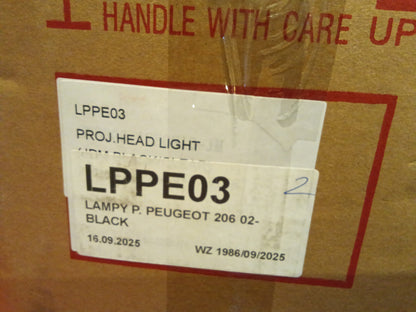 HANDLE WITH CARE UP
LPPE03
PROJ.HEAD LIGHT
LPPE03
2
LAMPY P. PEUGEOT 206 02-
BLACK
16.09.2025 WZ 1986/09/2025